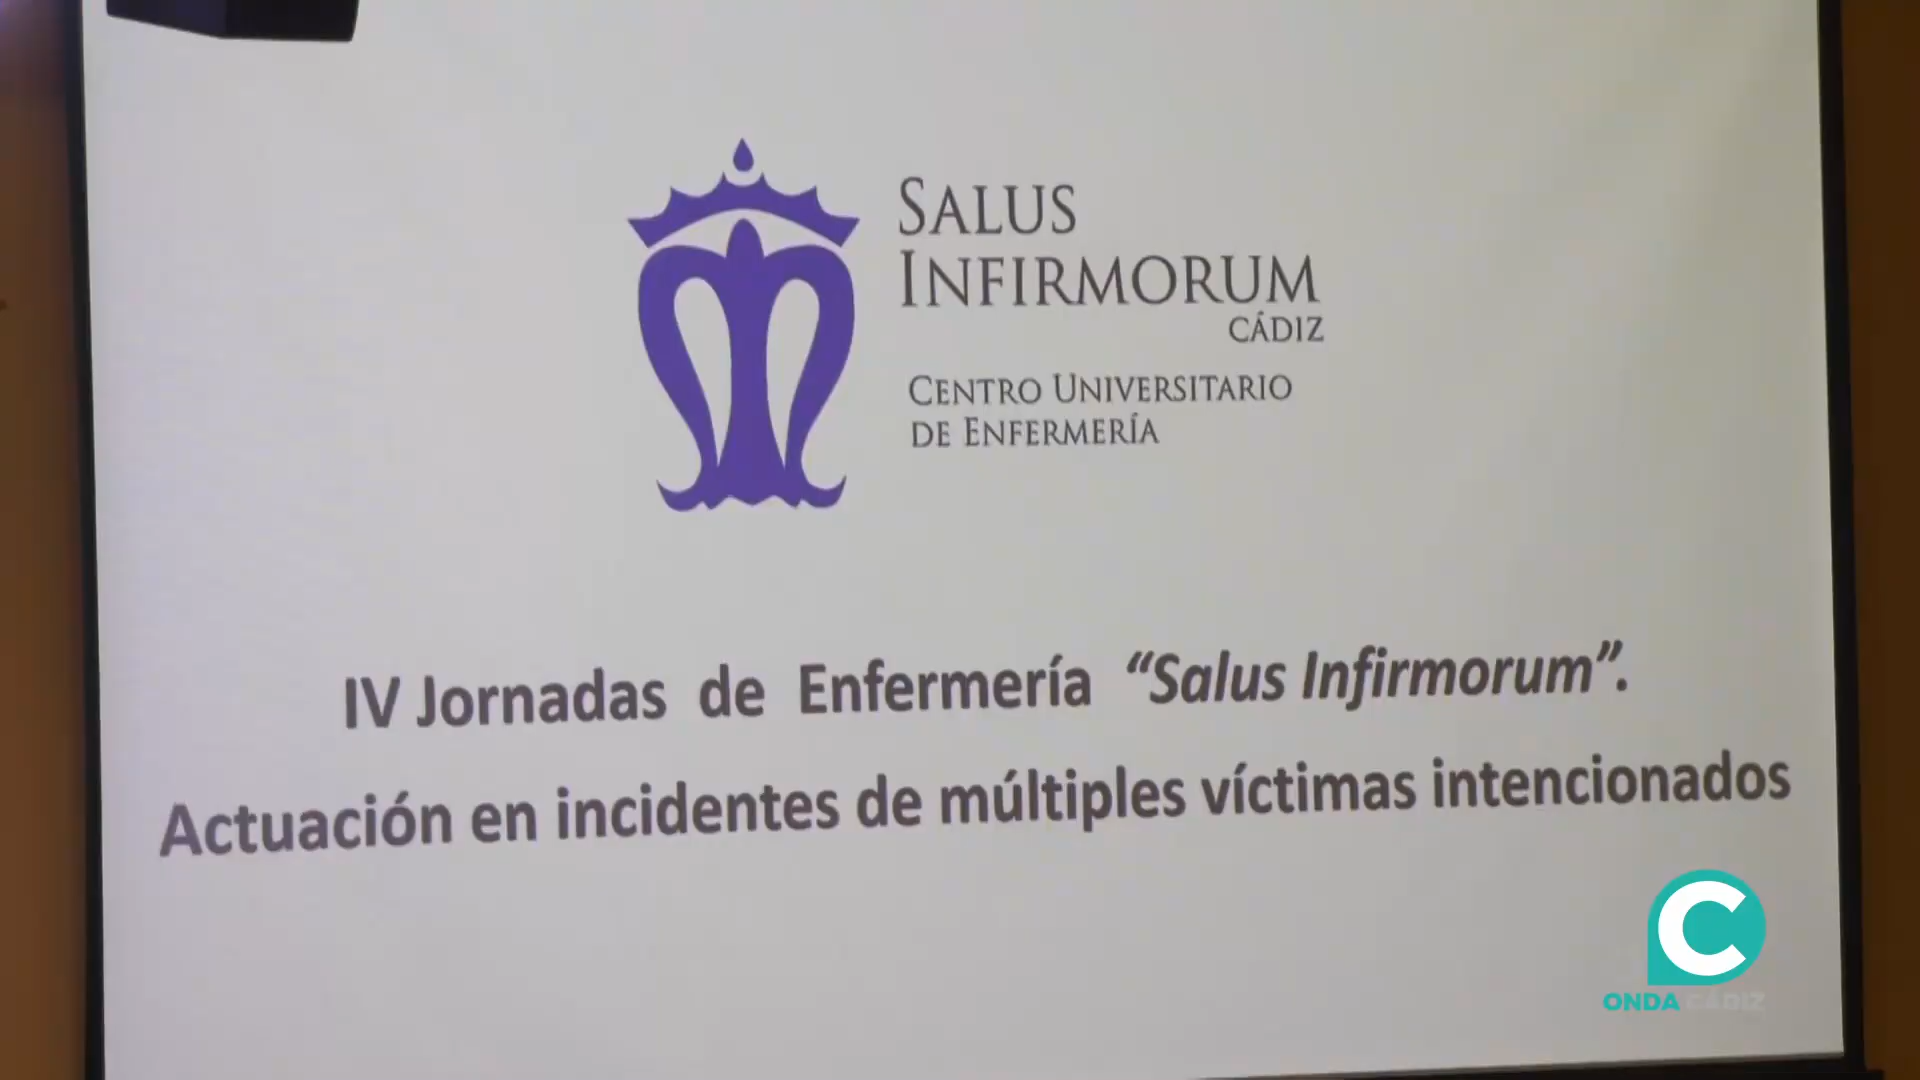 SALUS
INFIRMORUM
CÁDIZ
CENTRO UNIVERSITARIO
DE ENFERMERÍA
IV Jornadas de Enfermería “Salus Infirmorum”.
Actuación en incidentes de múltiples víctimas intencionados
C
ONDA CÁDIZ